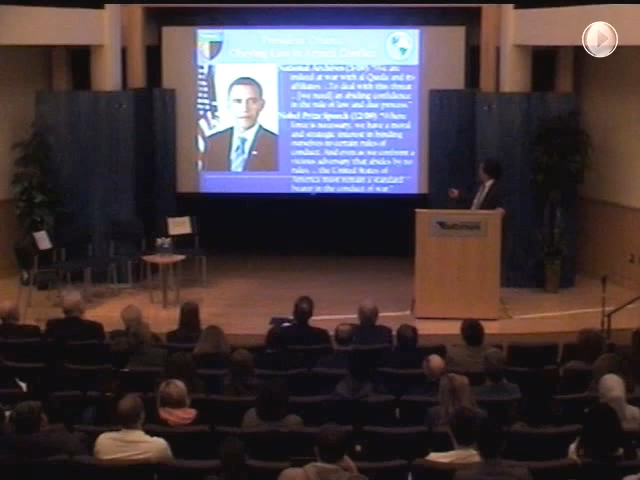 President Obama:
Obeying Law in Armed Conflict
National Archives (5/09) "We are
indeed at war with al Qaeda and its
affiliates ...To deal with this threat
... [we need] an abiding confidence
in the rule of law and due process."
Nobel Prize Speech (12/09) "Where
force is necessary, we have a moral
and strategic interest in binding
ourselves to certain rules of
conduct. And even as we confront a
vicious adversary that abides by no
rules ... the United States of
America must remain a standard
bearer in the conduct of war."